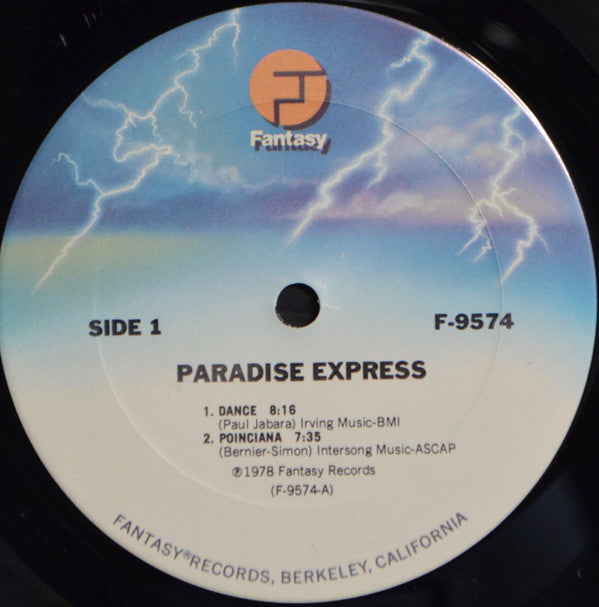 Fantasy
SIDE 1
F-9574
PARADISE EXPRESS
1. DANCE 8:16
(Paul Jabara) Irving Music-BMI
2. POINCIANA 7:35
(Bernier-Simon) Intersong Music-ASCAP
℗1978 Fantasy Records
(F-9574-A)
FANTASY® RECORDS, BERKELEY, CALIFORNIA